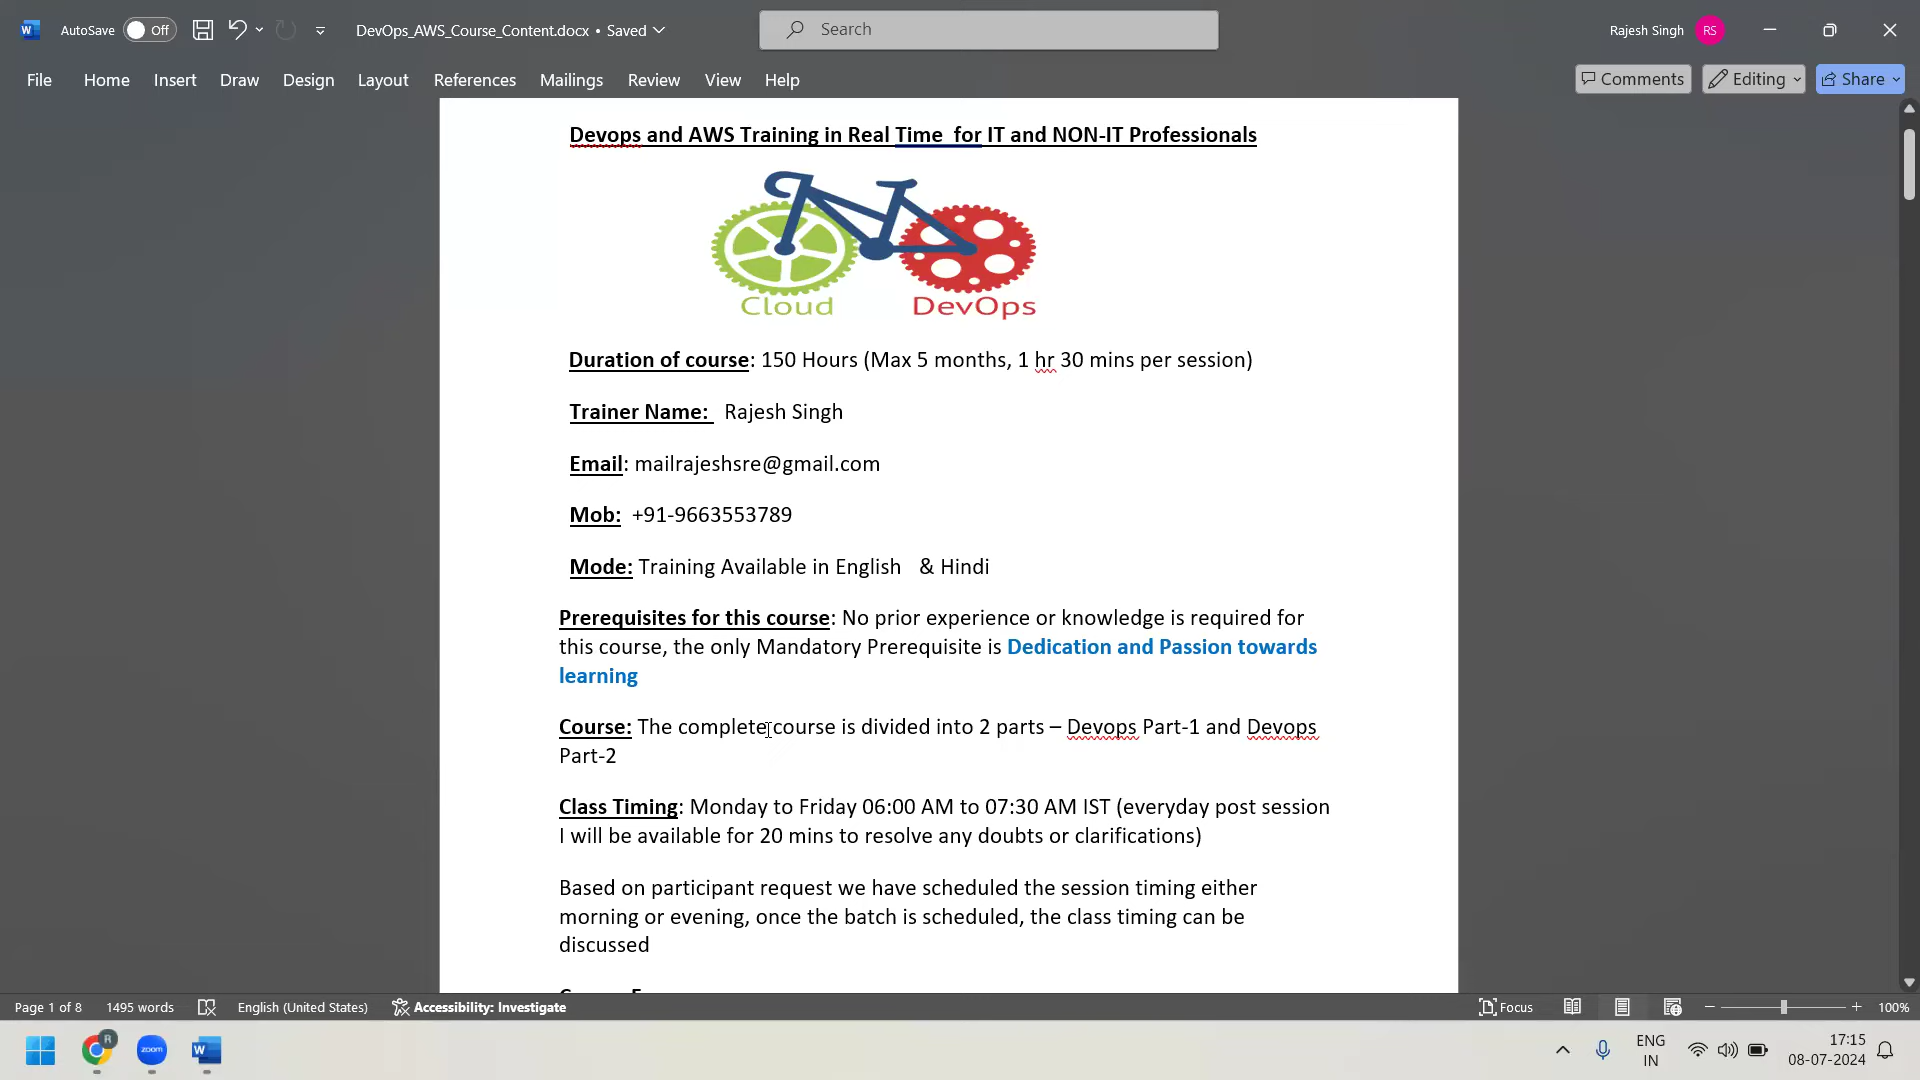 AutoSave Off DevOps_AWS_Course_Content.docx • Saved Search Rajesh Singh RS
File Home Insert Draw Design Layout References Mailings Review View Help Comments Editing Share
Devops and AWS Training in Real Time for IT and NON-IT Professionals
Cloud DevOps
Duration of course: 150 Hours (Max 5 months, 1 hr 30 mins per session)
Trainer Name: Rajesh Singh
Email: mailrajeshsre@gmail.com
Mob: +91-9663553789
Mode: Training Available in English & Hindi
Prerequisites for this course: No prior experience or knowledge is required for
this course, the only Mandatory Prerequisite is Dedication and Passion towards
learning
Course: The complete course is divided into 2 parts – Devops Part-1 and Devops
Part-2
Class Timing: Monday to Friday 06:00 AM to 07:30 AM IST (everyday post session
I will be available for 20 mins to resolve any doubts or clarifications)
Based on participant request we have scheduled the session timing either
morning or evening, once the batch is scheduled, the class timing can be
discussed
Page 1 of 8 1495 words English (United States) Accessibility: Investigate Focus 100%
R zoom W ENG 17:15
IN 08-07-2024